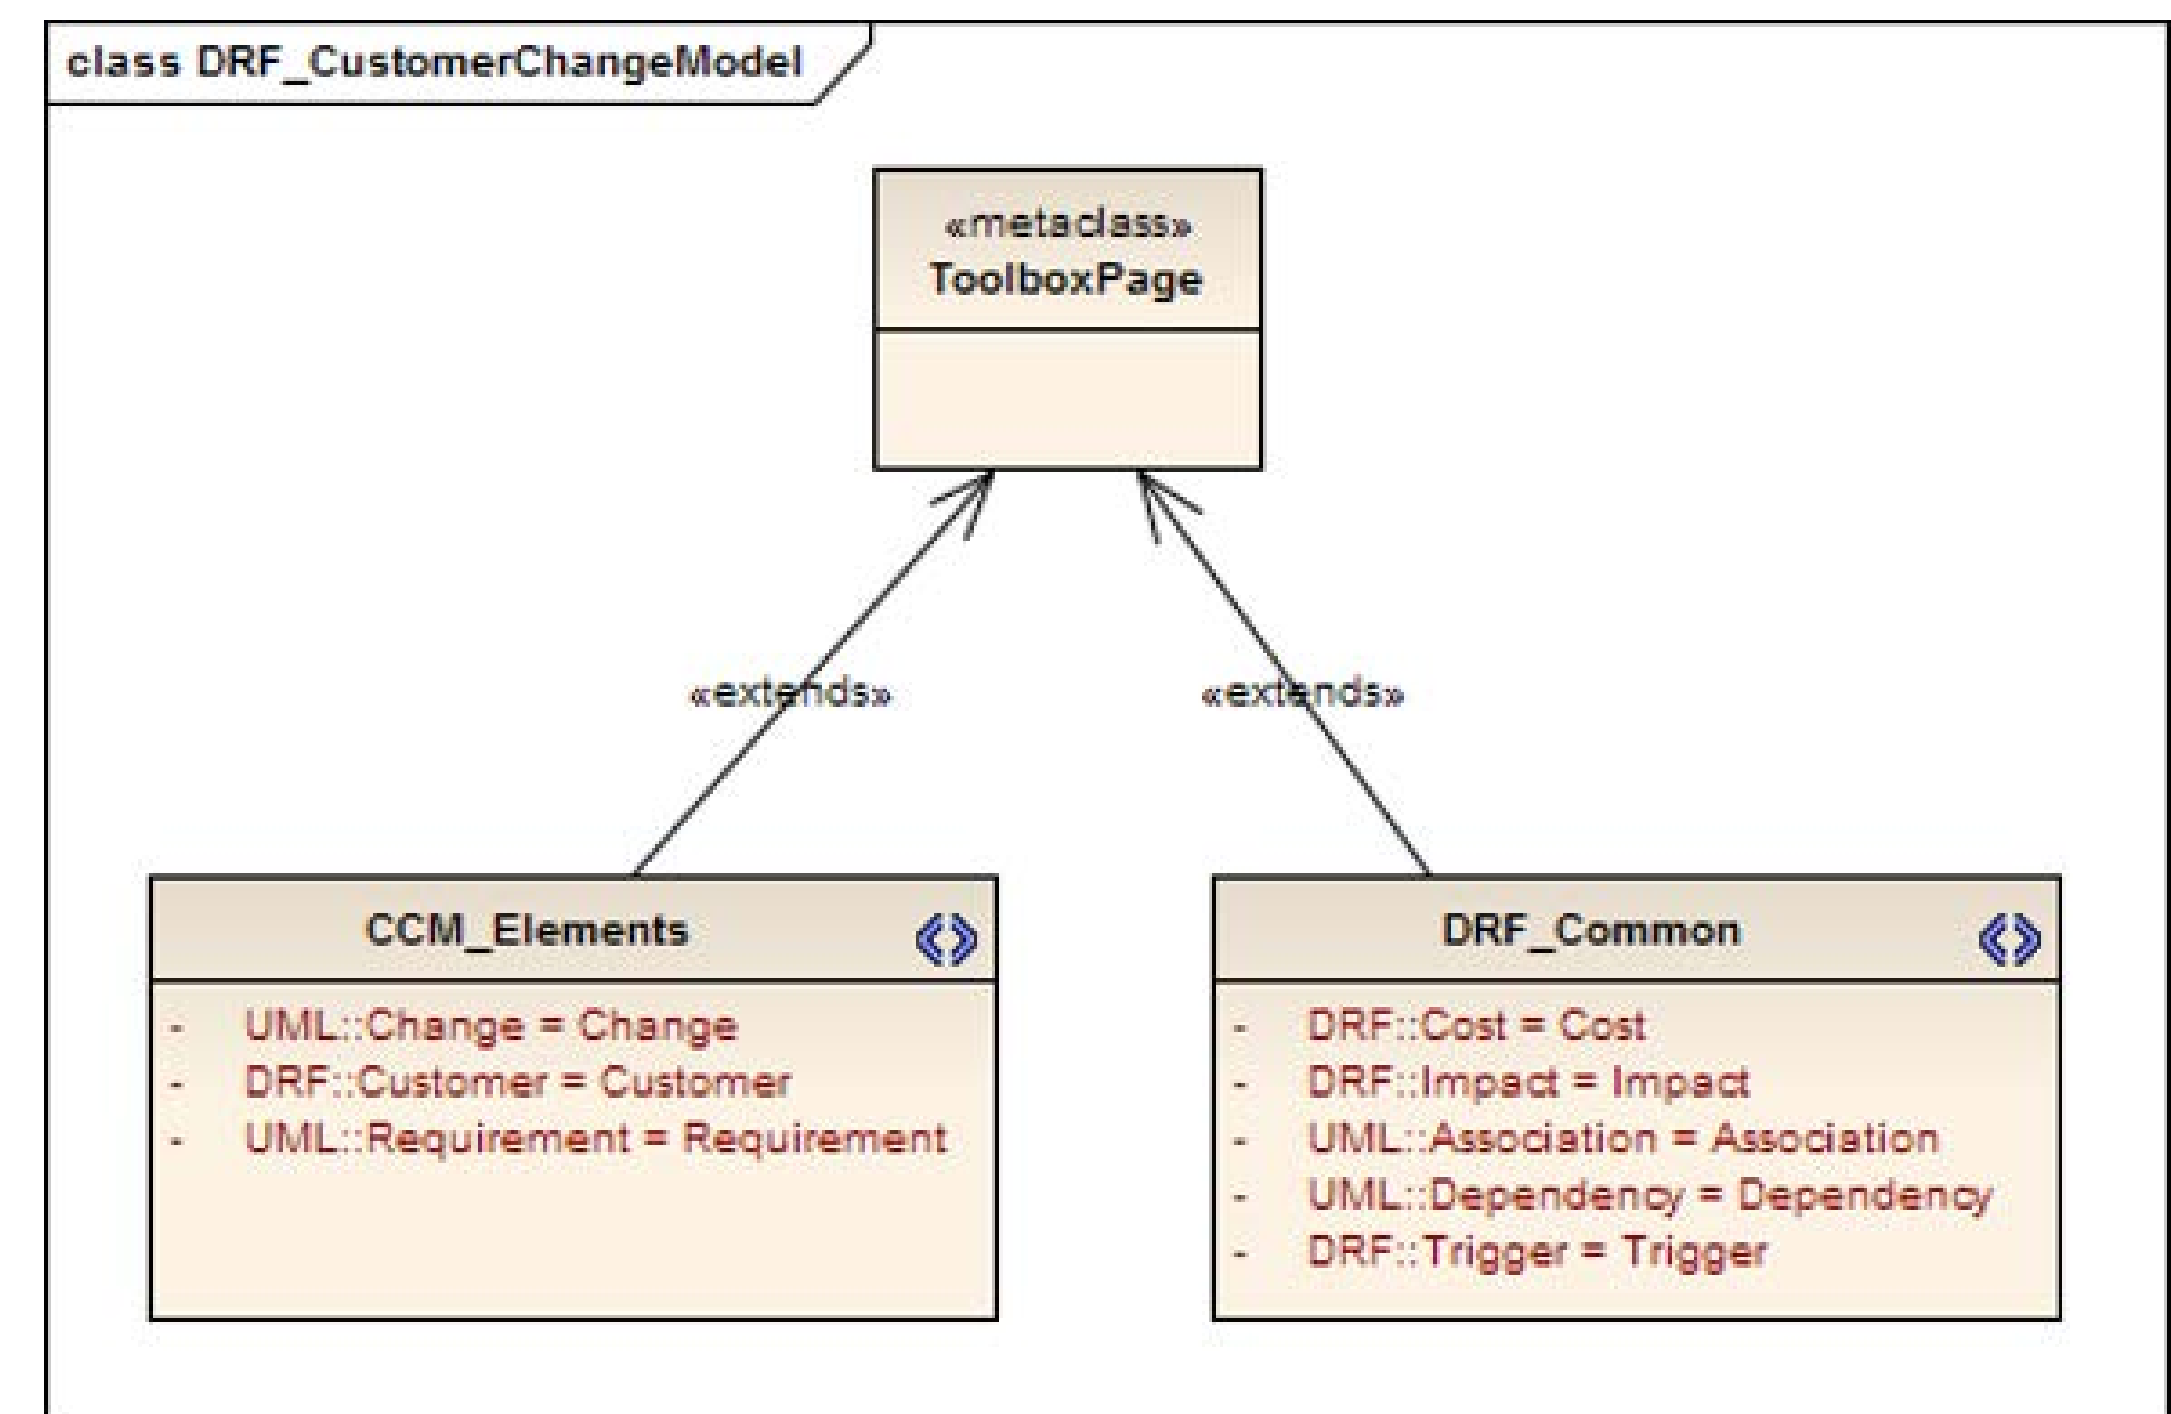 class DRF_CustomerChangeModel
«metaclass»
ToolboxPage
«extends»
«extends»
CCM_Elements
- UML::Change = Change
- DRF::Customer = Customer
- UML::Requirement = Requirement
DRF_Common
- DRF::Cost = Cost
- DRF::Impact = Impact
- UML::Association = Association
- UML::Dependency = Dependency
- DRF::Trigger = Trigger